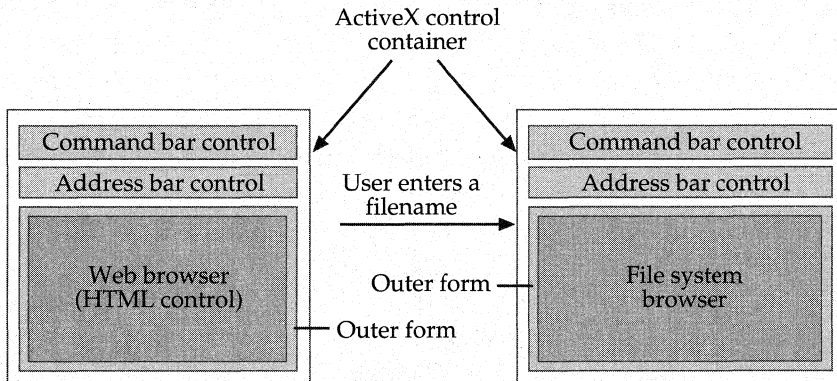 ActiveX control
container
Command bar control
Address bar control
Web browser
(HTML control)
Outer form
User enters a
filename
Command bar control
Address bar control
Outer form
File system
browser